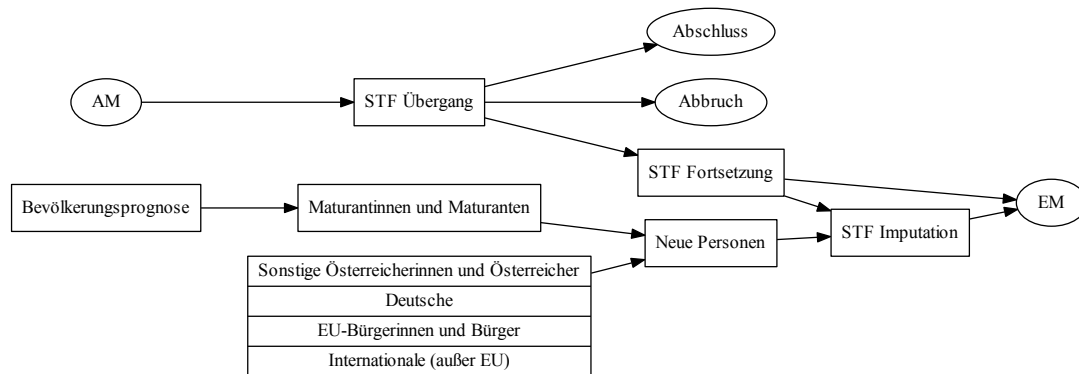 Abschluss
AM
STF Übergang
Abbruch
STF Fortsetzung
Bevölkerungsprognose
Maturantinnen und Maturanten
EM
STF Imputation
Neue Personen
Sonstige Österreicherinnen und Österreicher
Deutsche
EU-Bürgerinnen und Bürger
Internationale (außer EU)